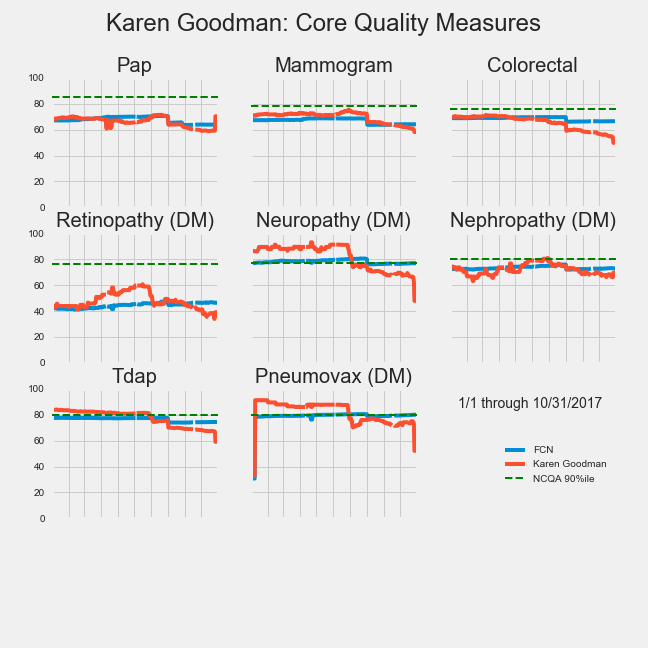 Karen Goodman: Core Quality Measures
Pap
Mammogram
Colorectal
100
80
60
40
20
0
Retinopathy (DM)
Neuropathy (DM)
Nephropathy (DM)
100
80
60
40
20
0
Tdap
Pneumovax (DM)
100
80
60
40
20
0
1/1 through 10/31/2017
FCN
Karen Goodman
NCQA 90%ile